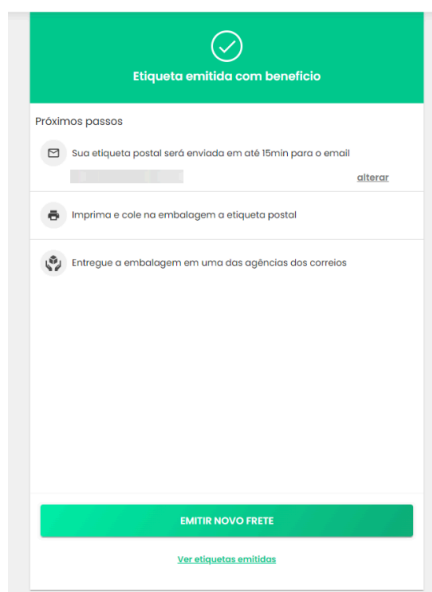 Etiqueta emitida com benefício
Próximos passos
Sua etiqueta postal será enviada em até 15min para o email
alterar
Imprima e cole na embalagem a etiqueta postal
Entregue a embalagem em uma das agências dos correios
EMITIR NOVO FRETE
Ver etiquetas emitidas